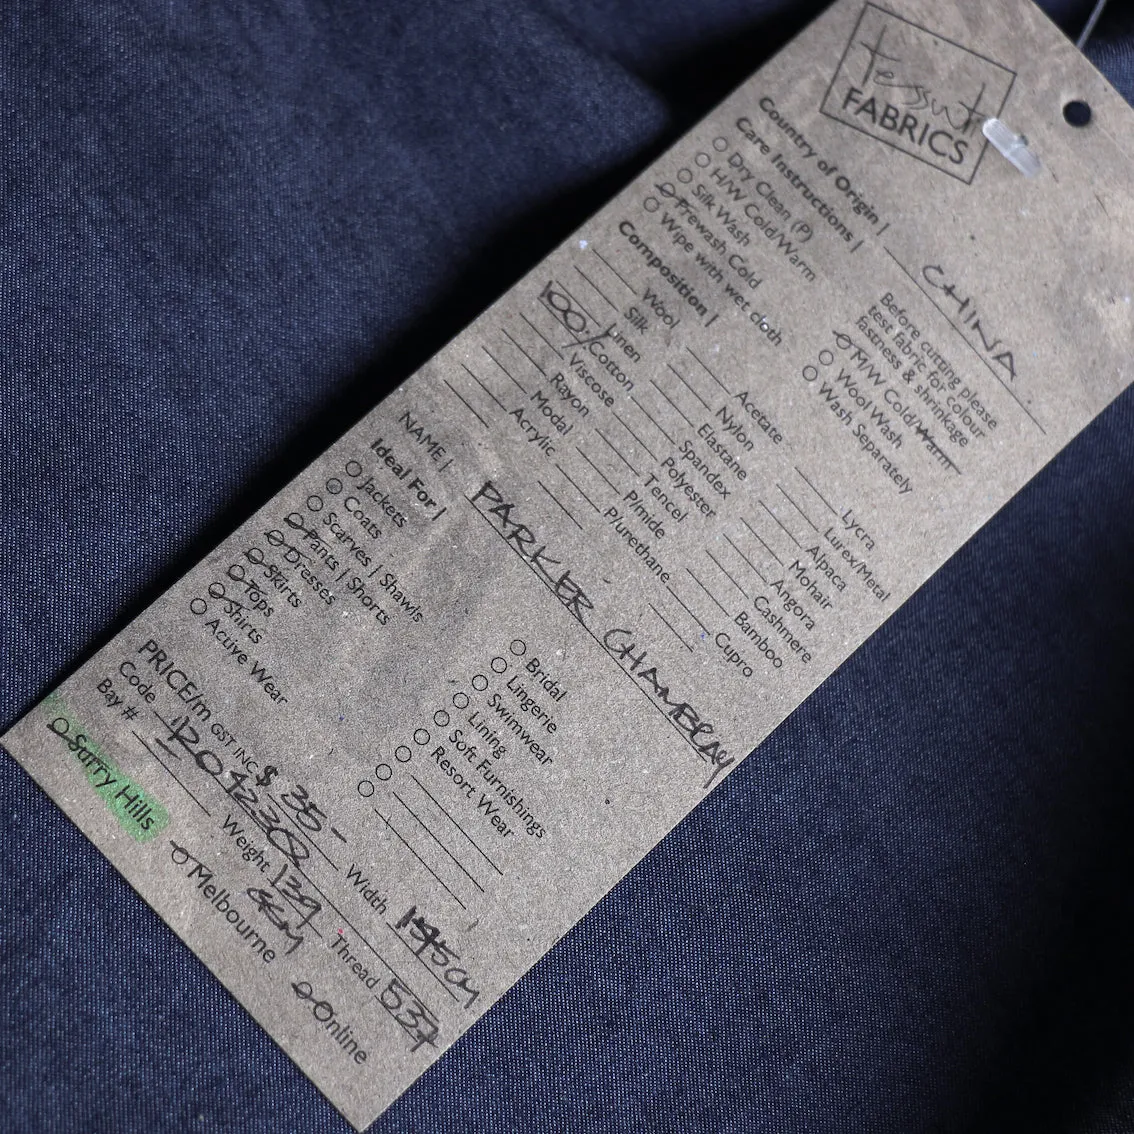 Tessuti
FABRICS
Country of Origin | CHINA
Care Instructions |
Dry Clean (P)
H/W Cold/Warm
Silk Wash
Prewash Cold
Wipe with wet cloth
Before cutting please
test fabric for colour
fastness & shrinkage
M/W Cold/Warm
Wool Wash
Wash Separately
Composition |
Wool
Silk
Linen
100% Cotton
Viscose
Rayon
Modal
Acrylic
Acetate
Nylon
Elastane
Spandex
Polyester
Tencel
P/mide
P/urethane
Lycra
Lurex/Metal
Alpaca
Mohair
Angora
Cashmere
Bamboo
Cupro
NAME | PARKER CHAMBRAY
Ideal For |
Jackets
Coats
Scarves | Shawls
Pants | Shorts
Dresses
Skirts
Tops
Shirts
Active Wear
Bridal
Lingerie
Swimwear
Lining
Soft Furnishings
Resort Wear
PRICE/m GST INC $ 35- Width 145cm
Code Thread 537
Bay # Weight 139 GSM
Surry Hills
Melbourne
Online